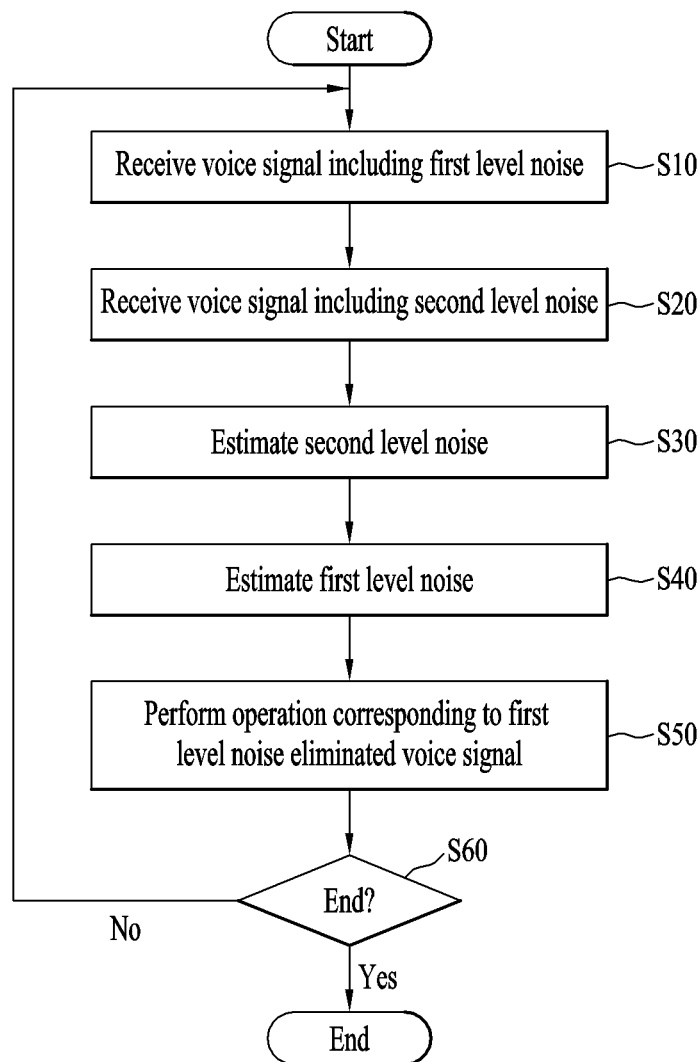 Start
Receive voice signal including first level noise
S10
Receive voice signal including second level noise
S20
Estimate second level noise
S30
Estimate first level noise
S40
Perform operation corresponding to first
level noise eliminated voice signal
S50
S60
End?
No
Yes
End